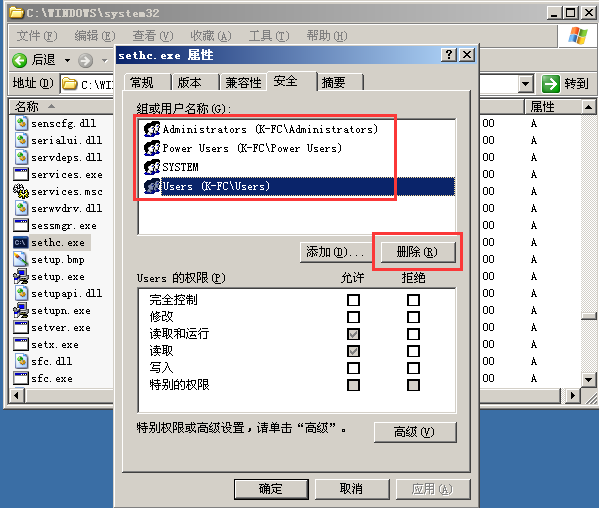 C:\WINDOWS\system32
文件(F) 编辑(E) 查看(V) 收藏(A) 工具(T) 帮助(H)
后退
地址(D) C:\WIN 转到
名称 属性
senscfg.dll 00 A
serialui.dll 00 A
servdeps.dll 00 A
services.exe 00 A
services.msc 00 A
serwvdrv.dll 00 A
sessmgr.exe 00 A
sethc.exe 00 A
setup.bmp 00 A
setup.exe 00 A
setupapi.dll 00 A
setupn.exe 00 A
setver.exe 00 A
setx.exe 00 A
sfc.dll 00 A
sfc.exe 00 A
sethc.exe 属性
常规 版本 兼容性 安全 摘要
组或用户名称(G):
Administrators (K-FC\Administrators)
Power Users (K-FC\Power Users)
SYSTEM
Users (K-FC\Users)
添加(D)... 删除(R)
Users 的权限(P) 允许 拒绝
完全控制
修改
读取和运行
读取
写入
特别的权限
特别权限或高级设置，请单击“高级”。 高级(V)
确定 取消 应用(A)